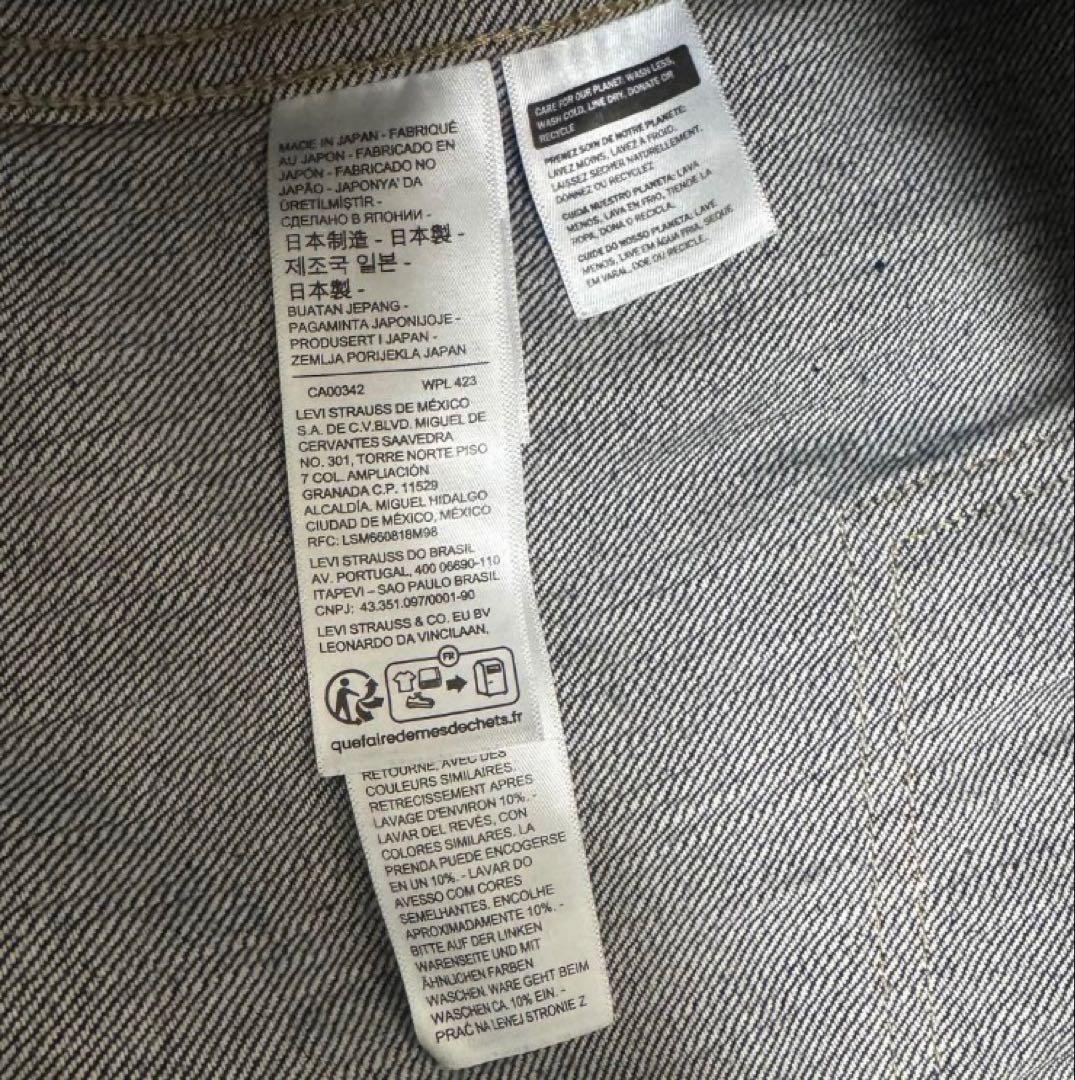 MADE IN JAPAN - FABRIQUÉ
AU JAPON - FABRICADO EN
JAPÓN - FABRICADO NO
JAPÃO - JAPONYA' DA
ÜRETİLMİŞTİR -
СДЕЛАНО В ЯПОНИИ -
日本制造 - 日本製 -
제조국 일본 -
日本製 -
BUATAN JEPANG -
PAGAMINTA JAPONIJOJE -
PRODUSERT I JAPAN -
ZEMLJA PORIJEKLA JAPAN
CA00342 WPL 423
LEVI STRAUSS DE MÉXICO
S.A. DE C.V.BLVD. MIGUEL DE
CERVANTES SAAVEDRA
NO. 301, TORRE NORTE PISO
7 COL. AMPLIACIÓN
GRANADA C.P. 11529
ALCALDÍA. MIGUEL HIDALGO
CIUDAD DE MÉXICO, MÉXICO
RFC: LSM660818M98
LEVI STRAUSS DO BRASIL
AV. PORTUGAL, 400 06690-110
ITAPEVI – SAO PAULO BRASIL
CNPJ: 43.351.097/0001-90
LEVI STRAUSS & CO. EU BV
LEONARDO DA VINCILAAN,
FR
quefairedemesdechets.fr
RETOURNE, AVEC DES
COULEURS SIMILAIRES.
RETRECISSEMENT APRES
LAVAGE D'ENVIRON 10%. -
LAVAR DEL REVÉS, CON
COLORES SIMILARES. LA
PRENDA PUEDE ENCOGERSE
EN UN 10%. - LAVAR DO
AVESSO COM CORES
SEMELHANTES. ENCOLHE
APROXIMADAMENTE 10%. -
BITTE AUF DER LINKEN
WARENSEITE UND MIT
ÄHNLICHEN FARBEN
WASCHEN. WARE GEHT BEIM
WASCHEN CA. 10% EIN. -
PRAĆ NA LEWEJ STRONIE Z
CARE FOR OUR PLANET: WASH LESS,
WASH COLD, LINE DRY, DONATE OR
RECYCLE
PRENEZ SOIN DE NOTRE PLANETE:
LAVEZ MOINS, LAVEZ À FROID,
LAISSEZ SÉCHER NATURELLEMENT,
DONNEZ OU RECYCLEZ.
CUIDA NUESTRO PLANETA: LAVA
MENOS, LAVA EN FRIO, TIENDE LA
ROPA, DONA O RECICLA.
CUIDE DO NOSSO PLANETA: LAVE
MENOS, LAVE EM ÁGUA FRIA, SEQUE
EM VARAL, DOE OU RECICLE.